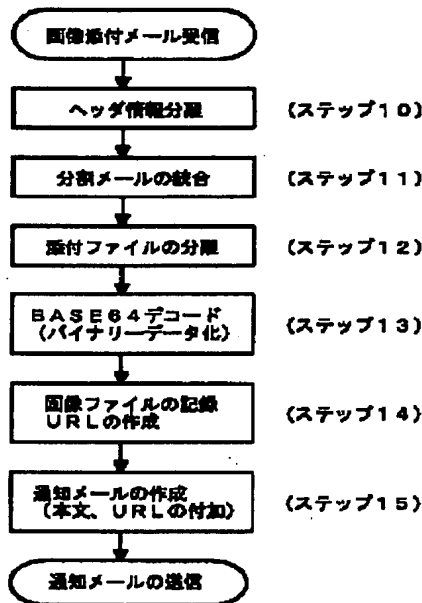 画像添付メール受信
ヘッダ情報分離 (ステップ10)
分割メールの統合 (ステップ11)
添付ファイルの分離 (ステップ12)
BASE64デコード
(バイナリーデータ化) (ステップ13)
画像ファイルの記録
URLの作成 (ステップ14)
通知メールの作成
(本文、URLの付加) (ステップ15)
通知メールの送信